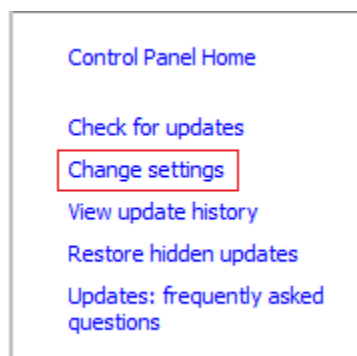 Control Panel Home
Check for updates
Change settings
View update history
Restore hidden updates
Updates: frequently asked
questions